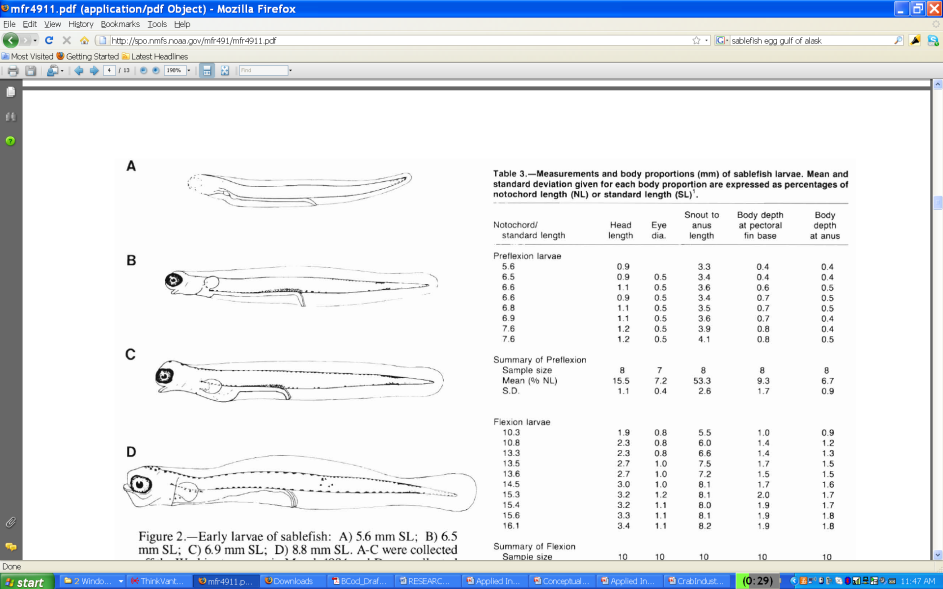 mfr4911.pdf (application/pdf Object) - Mozilla Firefox
File Edit View History Bookmarks Tools Help
http://spo.nmfs.noaa.gov/mfr491/mfr4911.pdf
sablefish egg gulf of alask
Most Visited Getting Started Latest Headlines
4 / 13 198% Find
A
B
C
D
Figure 2.—Early larvae of sablefish: A) 5.6 mm SL; B) 6.5
mm SL; C) 6.9 mm SL; D) 8.8 mm SL. A-C were collected
Table 3.—Measurements and body proportions (mm) of sablefish larvae. Mean and
standard deviation given for each body proportion are expressed as percentages of
notochord length (NL) or standard length (SL)¹.
Snout to Body depth Body
Notochord/ Head Eye anus at pectoral depth
standard length length dia. length fin base at anus
Preflexion larvae
5.6 0.9 3.3 0.4 0.4
6.5 0.9 0.5 3.4 0.4 0.4
6.6 1.1 0.5 3.6 0.6 0.5
6.6 0.9 0.5 3.4 0.7 0.5
6.8 1.1 0.5 3.5 0.7 0.5
6.9 1.1 0.5 3.6 0.7 0.4
7.6 1.2 0.5 3.9 0.8 0.4
7.6 1.2 0.5 4.1 0.8 0.5
Summary of Preflexion
Sample size 8 7 8 8 8
Mean (% NL) 15.5 7.2 53.3 9.3 6.7
S.D. 1.1 0.4 2.6 1.7 0.9
Flexion larvae
10.3 1.9 0.8 5.5 1.0 0.9
10.8 2.3 0.8 6.0 1.4 1.2
13.3 2.3 0.8 6.6 1.4 1.3
13.5 2.7 1.0 7.5 1.7 1.5
13.6 2.7 1.0 7.2 1.5 1.5
14.5 3.0 1.0 8.1 1.7 1.6
15.3 3.2 1.2 8.1 2.0 1.7
15.4 3.2 1.1 8.0 1.9 1.7
15.6 3.3 1.1 8.1 1.9 1.8
16.1 3.4 1.1 8.2 1.9 1.8
Summary of Flexion
Sample size 10 10 10 10 10
Done
start 2 Windo... ThinkVant... mfr4911.p... Downloads BCod_Draf... RESEARC... Applied In... Conceptual... Applied In... CrabIndust... (0:29) 11:47 AM